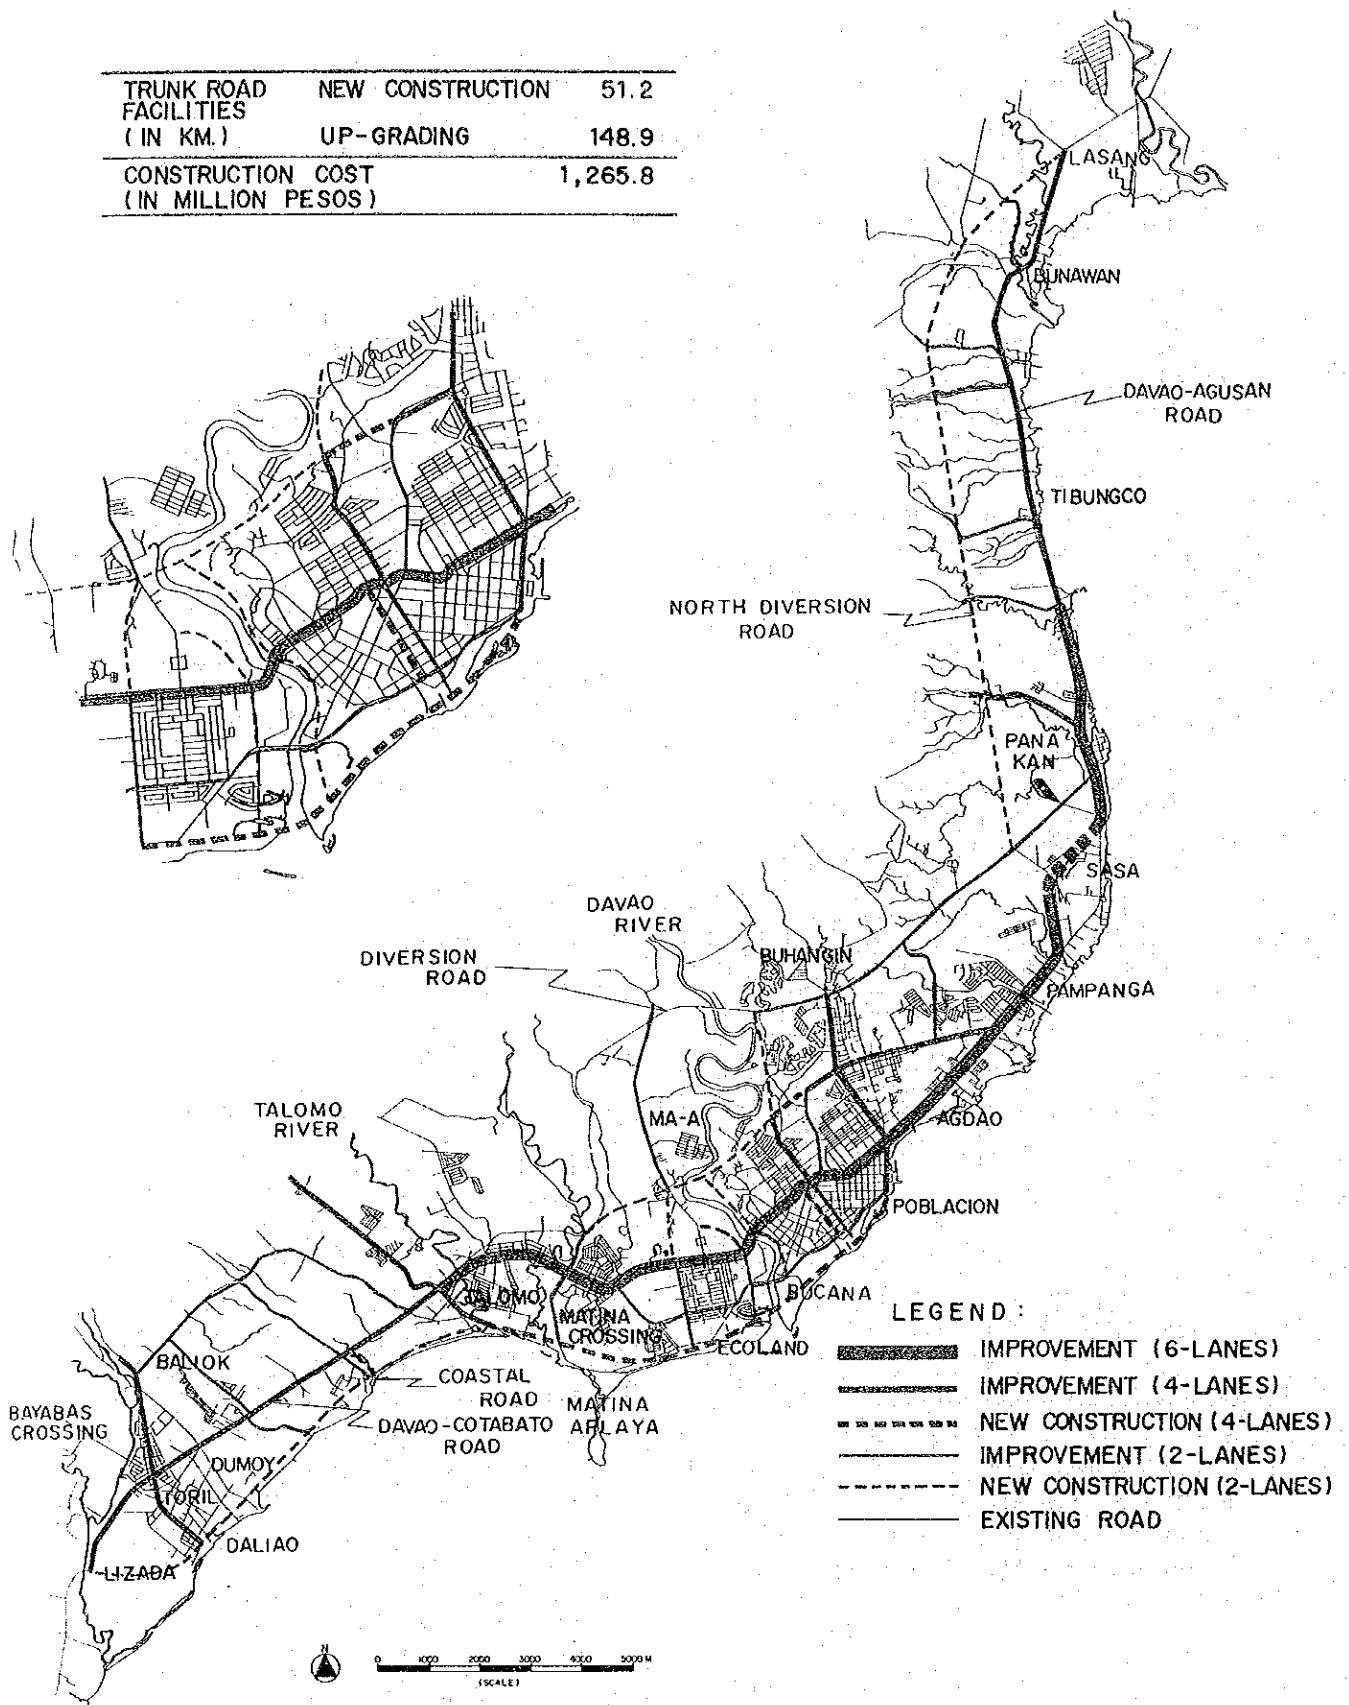 TRUNK ROAD NEW CONSTRUCTION 51.2
FACILITIES
(IN KM.) UP-GRADING 148.9
CONSTRUCTION COST 1,265.8
(IN MILLION PESOS)
LASANG
BUNAWAN
DAVAO-AGUSAN
ROAD
TIBUNGCO
NORTH DIVERSION
ROAD
PANA
KAN
SASA
DAVAO
RIVER
BUHANGIN
DIVERSION
ROAD
PAMPANGA
TALOMO
RIVER
MA-A
AGDAO
POBLACION
TALOMO
BUCANA
MATINA
CROSSING
ECOLAND
BALIOK
COASTAL
ROAD
MATINA
APLAYA
BAYABAS
CROSSING
DAVAO-COTABATO
ROAD
DUMOY
TORIL
DALIAO
LIZADA
LEGEND :
IMPROVEMENT (6-LANES)
IMPROVEMENT (4-LANES)
NEW CONSTRUCTION (4-LANES)
IMPROVEMENT (2-LANES)
NEW CONSTRUCTION (2-LANES)
EXISTING ROAD
N
0 1000 2000 3000 4000 5000 M
(SCALE)